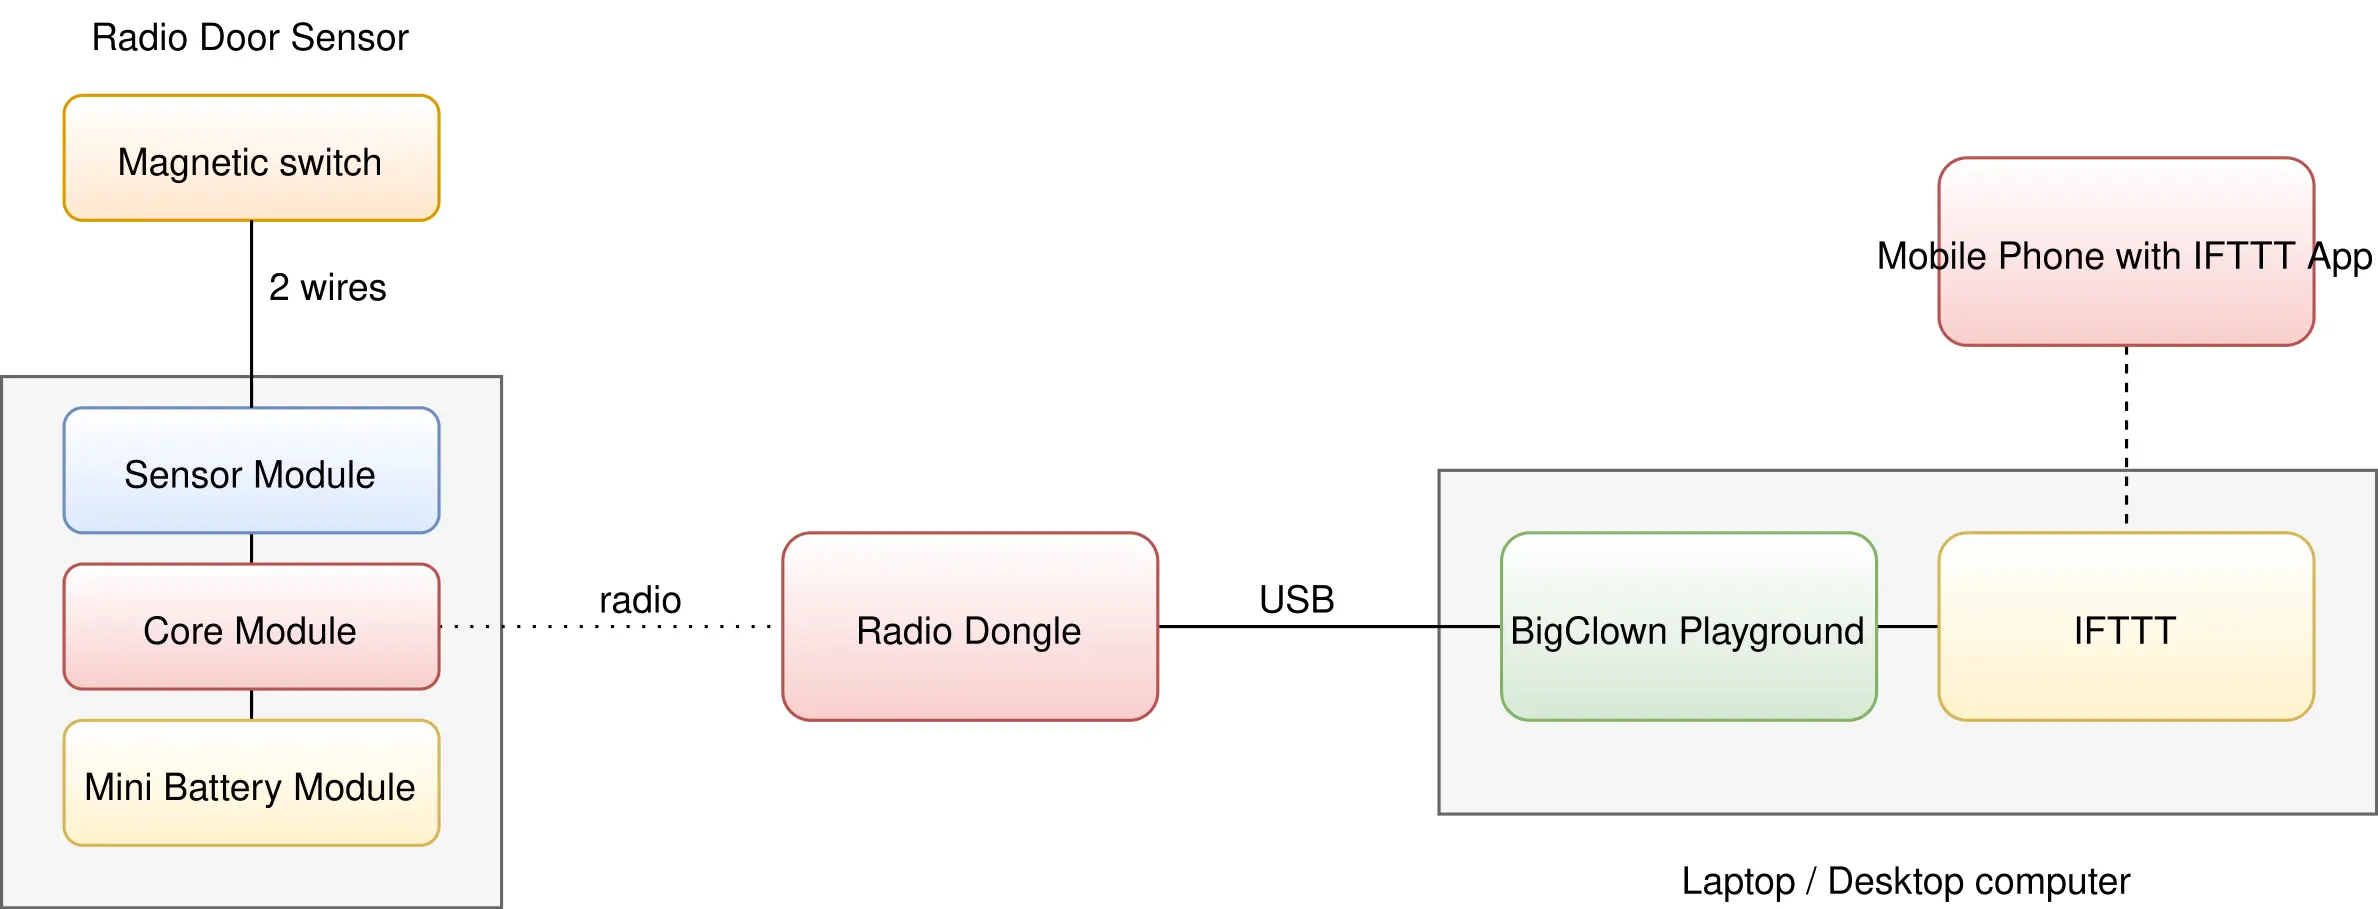 Radio Door Sensor
Magnetic switch
2 wires
Sensor Module
Core Module
Mini Battery Module
radio
Radio Dongle
USB
Mobile Phone with IFTTT App
BigClown Playground
IFTTT
Laptop / Desktop computer